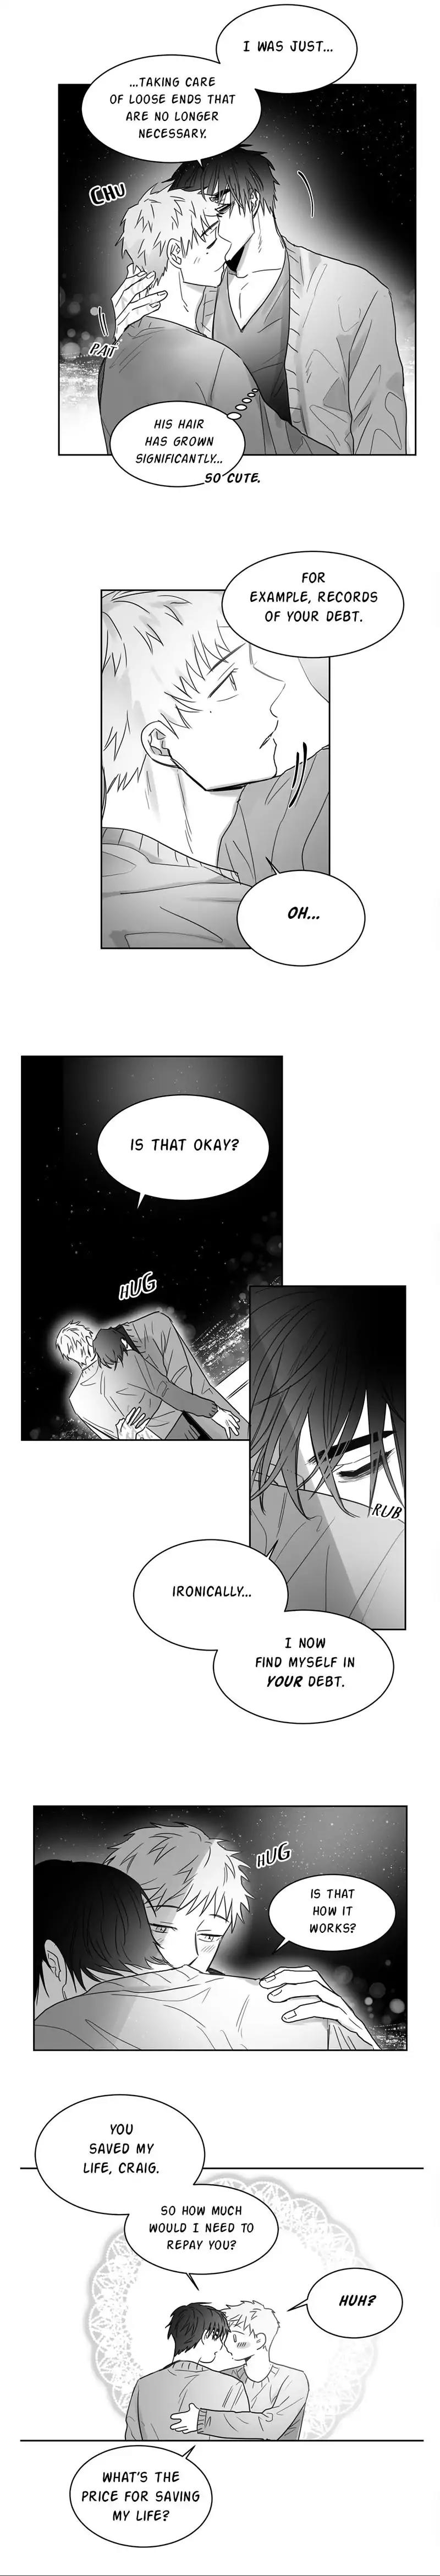 I WAS JUST...
...TAKING CARE
OF LOOSE ENDS THAT
ARE NO LONGER
NECESSARY.
CHU
PAT
HIS HAIR
HAS GROWN
SIGNIFICANTLY...
SO CUTE.
FOR
EXAMPLE, RECORDS
OF YOUR DEBT.
OH...
IS THAT OKAY?
HUG
RUB
IRONICALLY...
I NOW
FIND MYSELF IN
YOUR DEBT.
HUG
IS THAT
HOW IT
WORKS?
YOU
SAVED MY
LIFE, CRAIG.
SO HOW MUCH
WOULD I NEED TO
REPAY YOU?
HUH?
WHAT'S THE
PRICE FOR SAVING
MY LIFE?